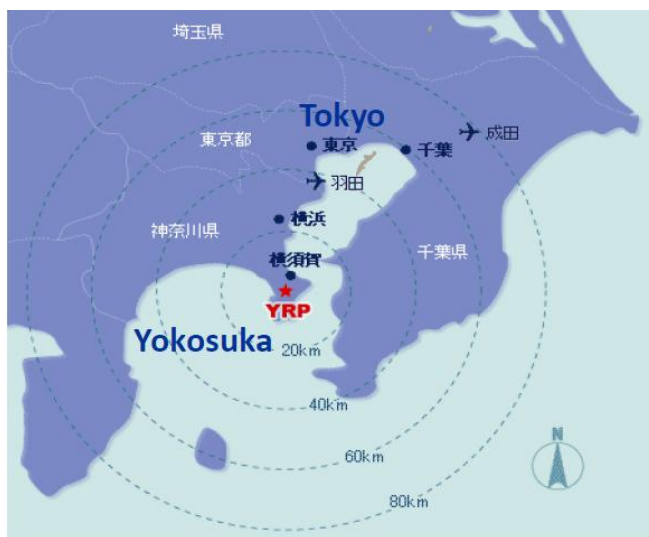 埼玉県
Tokyo
東京都
東京
千葉
成田
羽田
神奈川県
横浜
千葉県
横須賀
YRP
Yokosuka
20km
40km
60km
80km
N